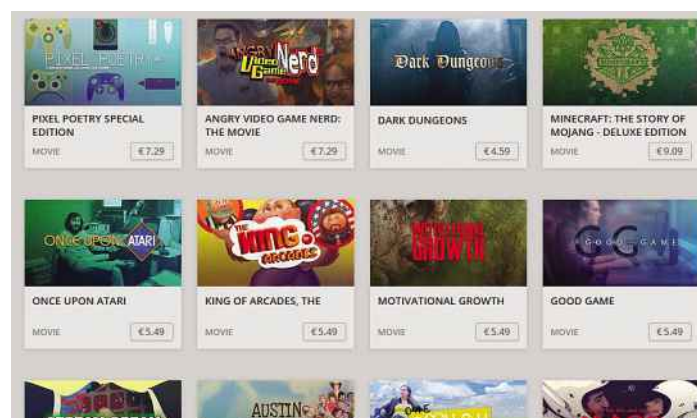 PIXEL POETRY
ANGRY
Video
Game
Nerd
Dark Dungeons
PIXEL POETRY SPECIAL
EDITION
MOVIE
€7.29
ANGRY VIDEO GAME NERD:
THE MOVIE
MOVIE
€7.29
DARK DUNGEONS
MOVIE
€4.59
MINECRAFT: THE STORY OF
MOJANG - DELUXE EDITION
MOVIE
€9.09
ONCE UPON ATARI
THE
KING OF
ARCADES
MOTIVATIONAL
GROWTH
GG
GOOD GAME
ONCE UPON ATARI
MOVIE
€5.49
KING OF ARCADES, THE
MOVIE
€5.49
MOTIVATIONAL GROWTH
MOVIE
€5.49
GOOD GAME
MOVIE
€5.49
AUSTIN